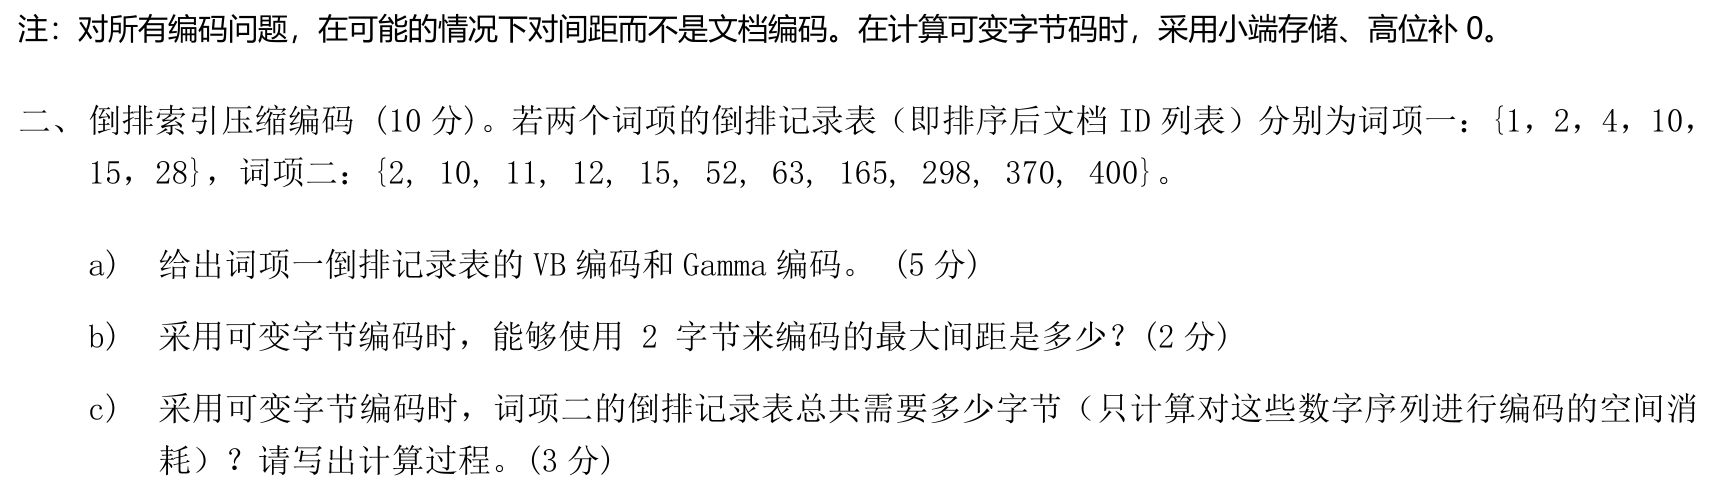 注：对所有编码问题，在可能的情况下对间距而不是文档编码。在计算可变字节码时，采用小端存储、高位补 0。
二、倒排索引压缩编码 (10 分)。若两个词项的倒排记录表（即排序后文档 ID 列表）分别为词项一：{1，2，4，10，
15，28}，词项二：{2, 10, 11, 12, 15, 52, 63, 165, 298, 370, 400}。
a) 给出词项一倒排记录表的 VB 编码和 Gamma 编码。 (5 分)
b) 采用可变字节编码时，能够使用 2 字节来编码的最大间距是多少？(2 分)
c) 采用可变字节编码时，词项二的倒排记录表总共需要多少字节（只计算对这些数字序列进行编码的空间消
耗）？请写出计算过程。(3 分)